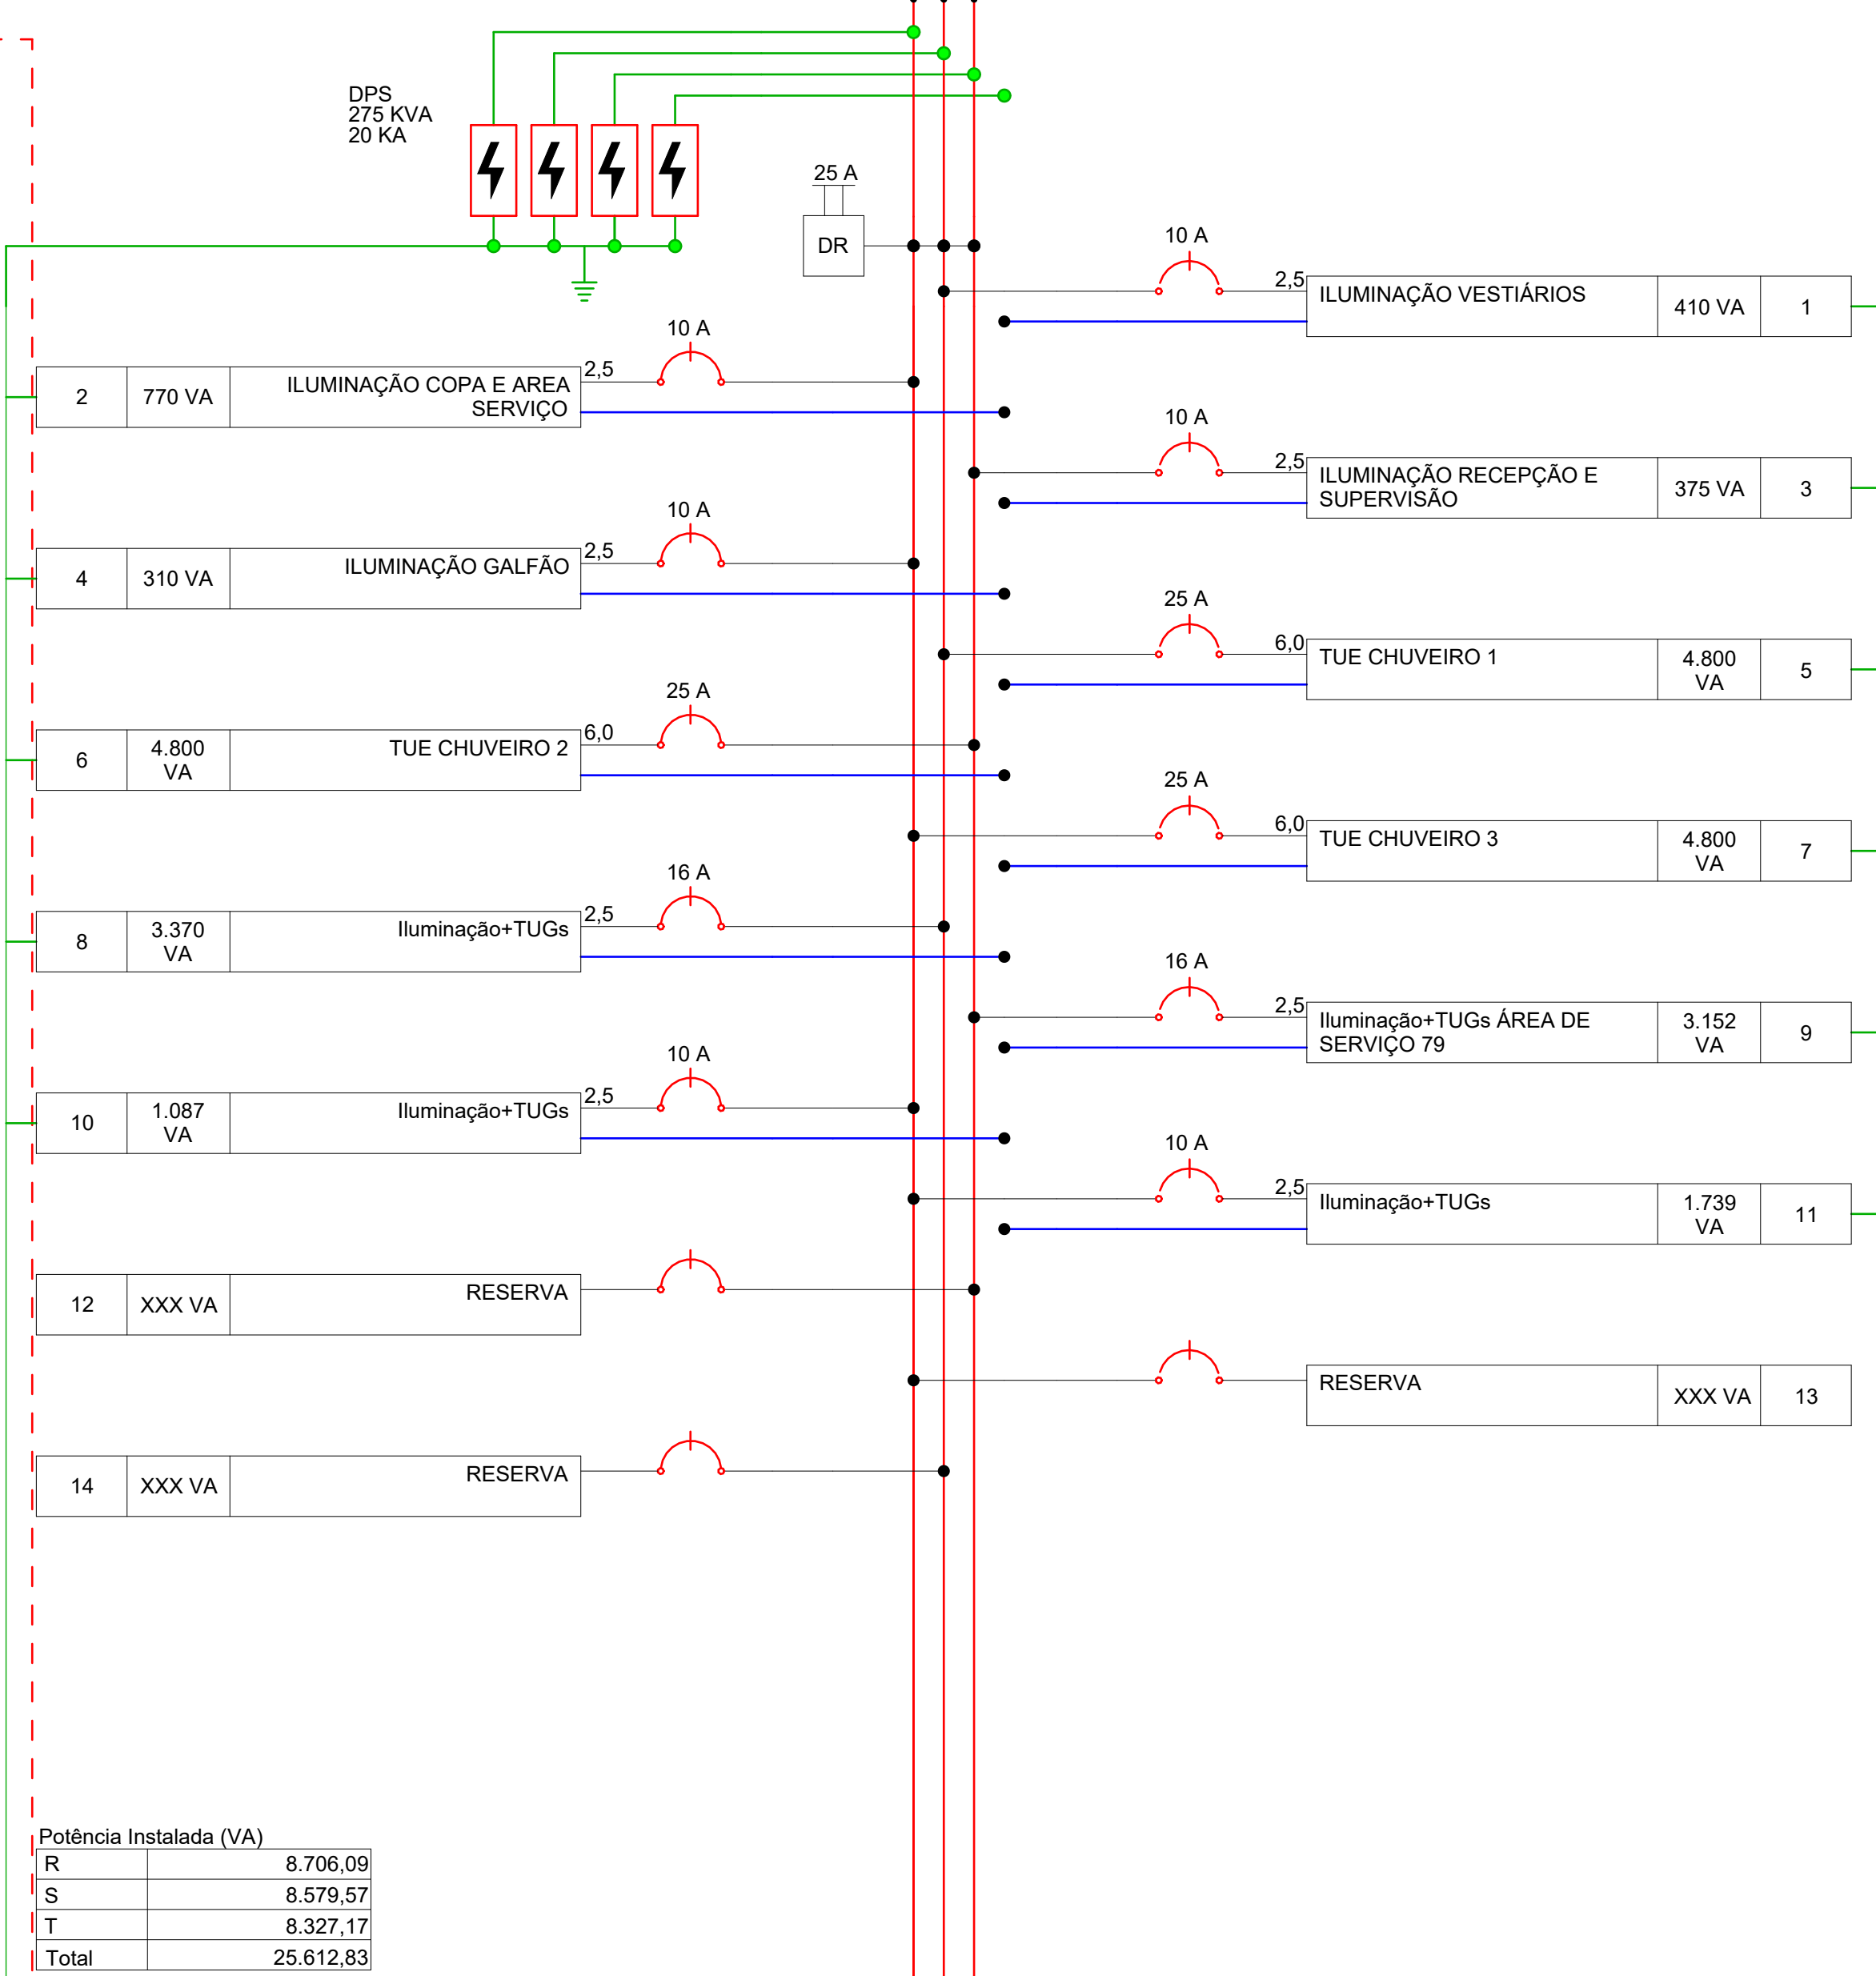 DPS
275 KVA
20 KA
25 A
DR
10 A
2,5
ILUMINAÇÃO VESTIÁRIOS
410 VA
1
10 A
2,5
2
770 VA
ILUMINAÇÃO COPA E AREA
SERVIÇO
10 A
2,5
ILUMINAÇÃO RECEPÇÃO E
SUPERVISÃO
375 VA
3
10 A
2,5
4
310 VA
ILUMINAÇÃO GALFÃO
25 A
6,0
TUE CHUVEIRO 1
4.800
VA
5
25 A
6,0
6
4.800
VA
TUE CHUVEIRO 2
25 A
6,0
TUE CHUVEIRO 3
4.800
VA
7
16 A
2,5
8
3.370
VA
Iluminação+TUGs
16 A
2,5
Iluminação+TUGs ÁREA DE
SERVIÇO 79
3.152
VA
9
10 A
2,5
10
1.087
VA
Iluminação+TUGs
10 A
2,5
Iluminação+TUGs
1.739
VA
11
12
XXX VA
RESERVA
RESERVA
XXX VA
13
14
XXX VA
RESERVA
Potência Instalada (VA)
R 8.706,09
S 8.579,57
T 8.327,17
Total 25.612,83